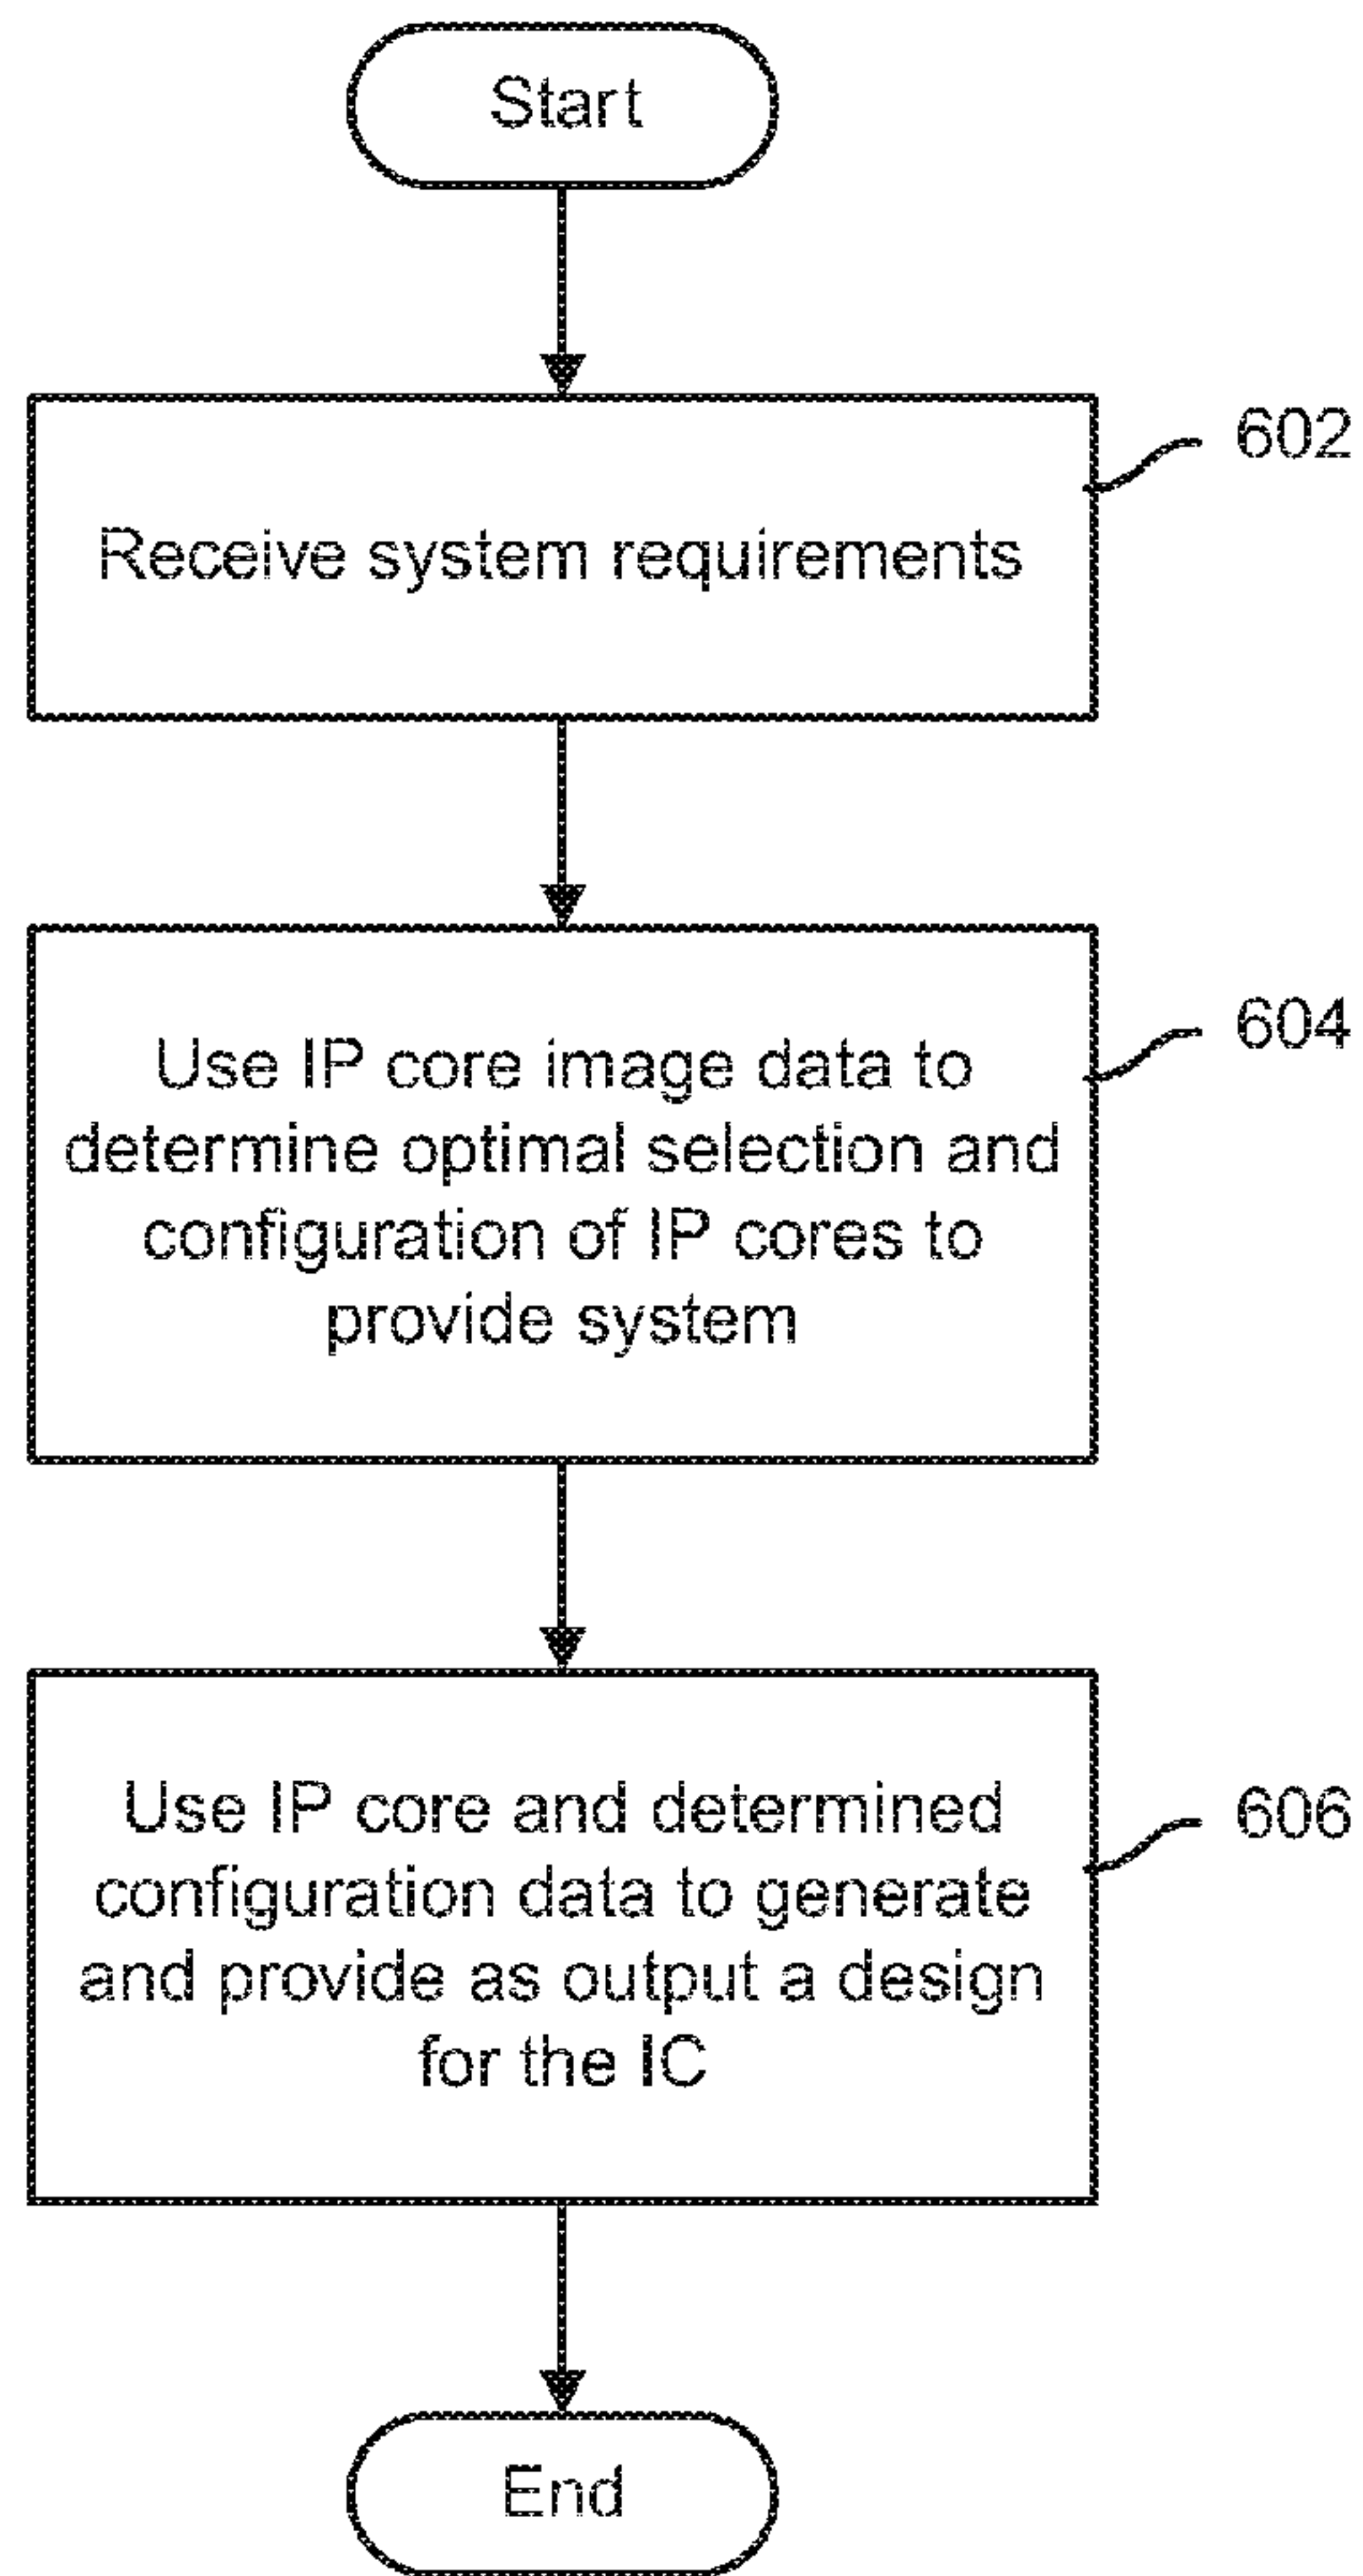 Start
602
Receive system requirements
604
Use IP core image data to
determine optimal selection and
configuration of IP cores to
provide system
606
Use IP core and determined
configuration data to generate
and provide as output a design
for the IC
End